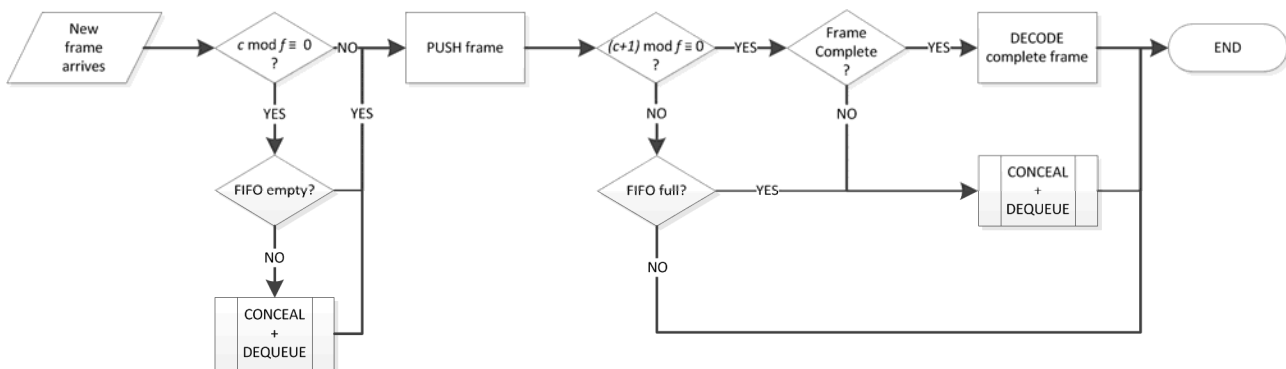 New
frame
arrives
c mod f ≡ 0
?
NO
PUSH frame
(c+1) mod f ≡ 0
?
YES
Frame
Complete
?
YES
DECODE
complete frame
END
YES
YES
NO
NO
FIFO empty?
FIFO full?
YES
CONCEAL
+
DEQUEUE
NO
NO
CONCEAL
+
DEQUEUE